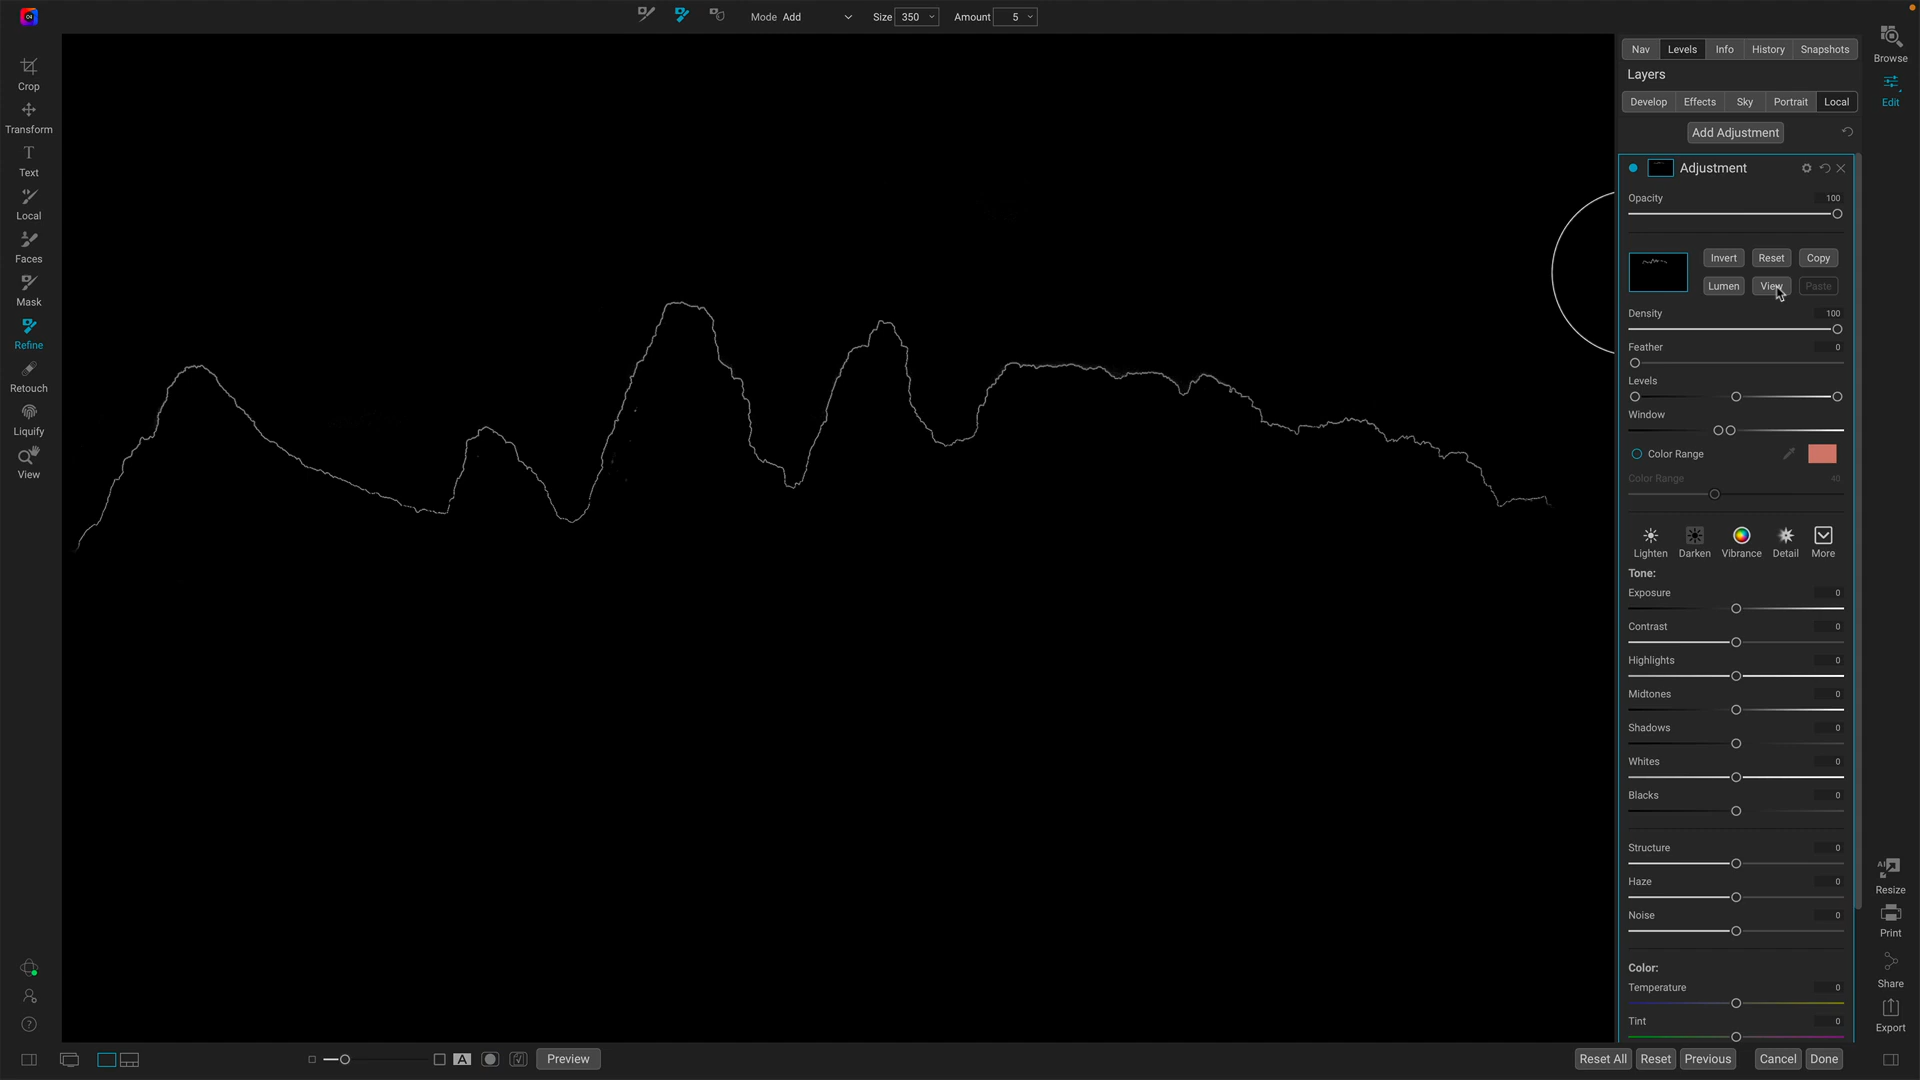 Mode Add Size 350 Amount 5
Crop
Transform
Text
Local
Faces
Mask
Refine
Retouch
Liquify
View
Nav Levels Info History Snapshots
Layers
Develop Effects Sky Portrait Local
Add Adjustment
Adjustment
Opacity 100
Invert Reset Copy
Lumen View Paste
Density 100
Feather 0
Levels
Window
Color Range
Color Range 40
Lighten Darken Vibrance Detail More
Tone:
Exposure 0
Contrast 0
Highlights 0
Midtones 0
Shadows 0
Whites 0
Blacks 0
Structure 0
Haze 0
Noise 0
Color:
Temperature 0
Tint 0
Browse
Edit
AI
Resize
Print
Share
Export
A Preview
Reset All Reset Previous Cancel Done